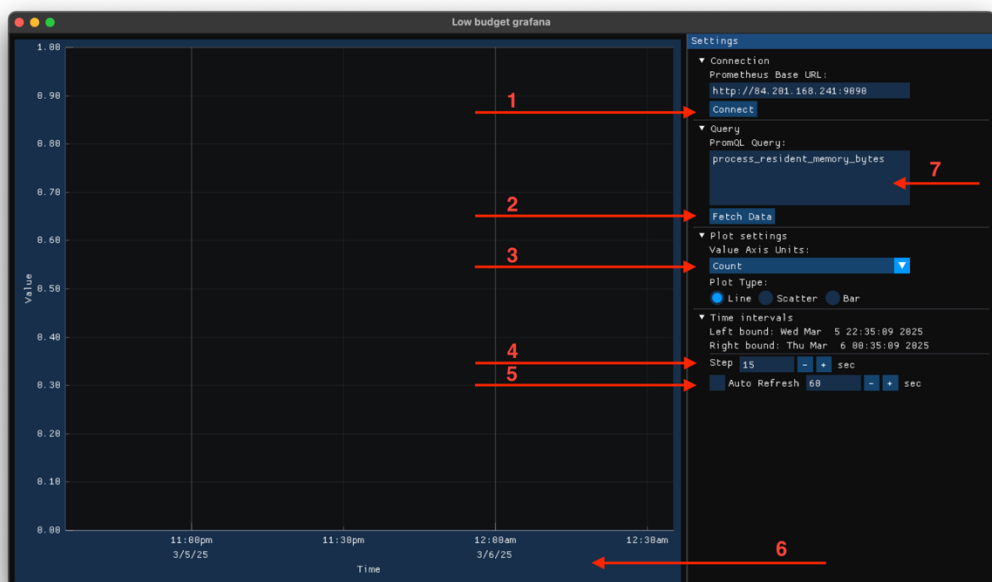 Low budget grafana
1.00
0.90
0.80
0.70
0.60
0.50
0.40
0.30
0.20
0.10
0.00
Value
11:00pm 11:30pm 12:00am 12:30am
3/5/25 3/6/25
Time
1
2
3
4
5
6
7
Settings
▼ Connection
Prometheus Base URL:
http://84.201.168.241:9090
Connect
▼ Query
PromQL Query:
process_resident_memory_bytes
Fetch Data
▼ Plot settings
Value Axis Units:
Count
Plot Type:
Line Scatter Bar
▼ Time intervals
Left bound: Wed Mar 5 22:35:09 2025
Right bound: Thu Mar 6 00:35:09 2025
Step 15 - + sec
Auto Refresh 60 - + sec